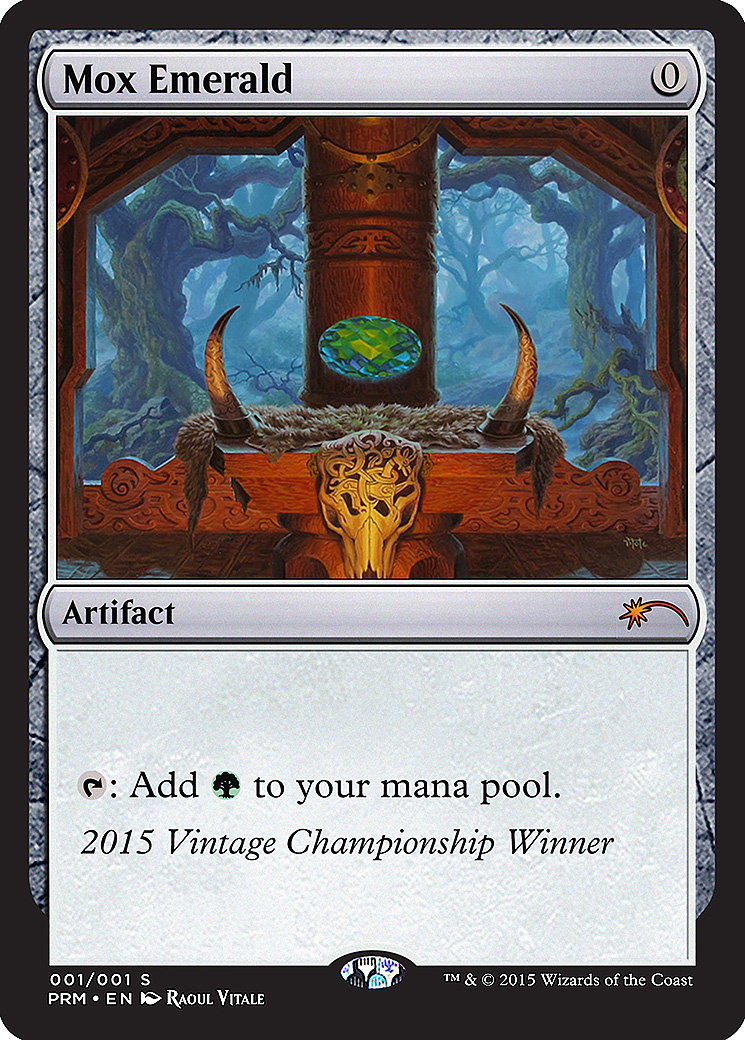 Mox Emerald 0
vitale
Artifact
: Add to your mana pool.
2015 Vintage Championship Winner
001/001 S
PRM • EN Raoul Vitale
™ & © 2015 Wizards of the Coast